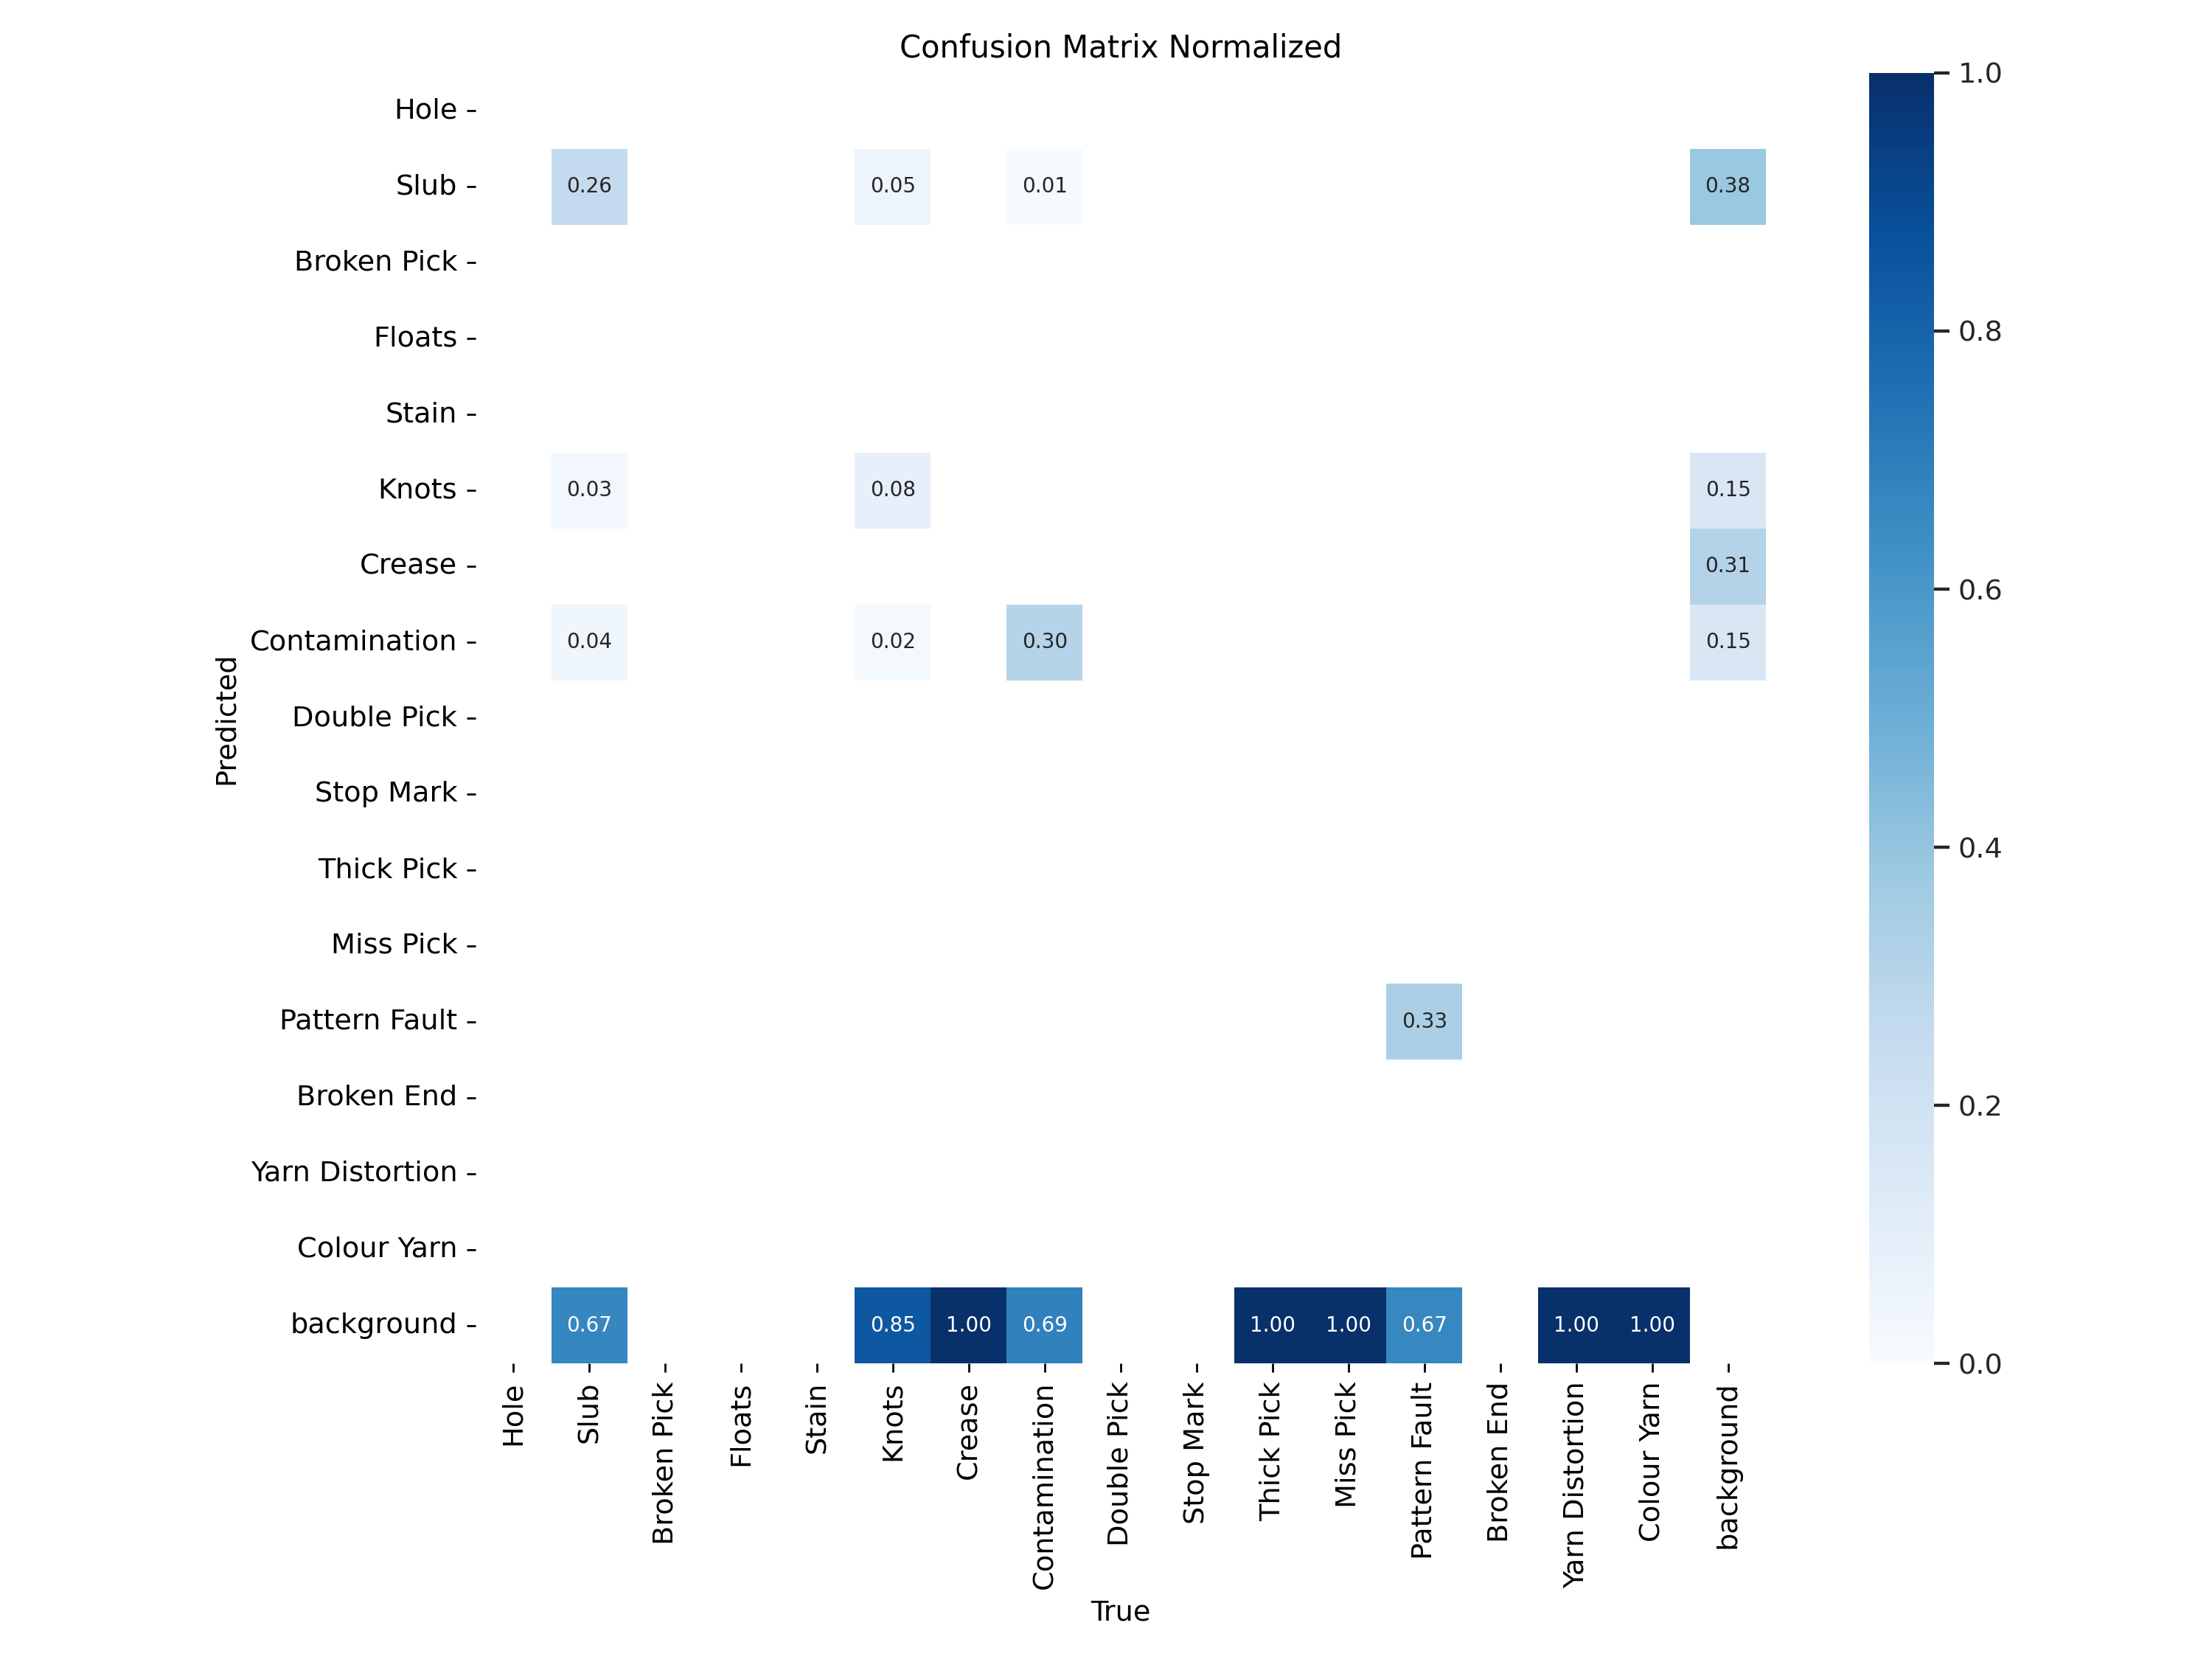 Confusion Matrix Normalized
Hole
Slub 0.26 0.05 0.01 0.38
Broken Pick
Floats
Stain
Knots 0.03 0.08 0.15
Crease 0.31
Contamination 0.04 0.02 0.30 0.15
Double Pick
Stop Mark
Thick Pick
Miss Pick
Pattern Fault 0.33
Broken End
Yarn Distortion
Colour Yarn
background 0.67 0.85 1.00 0.69 1.00 1.00 0.67 1.00 1.00
Predicted
Hole
Slub
Broken Pick
Floats
Stain
Knots
Crease
Contamination
Double Pick
Stop Mark
Thick Pick
Miss Pick
Pattern Fault
Broken End
Yarn Distortion
Colour Yarn
background
True
1.0
0.8
0.6
0.4
0.2
0.0